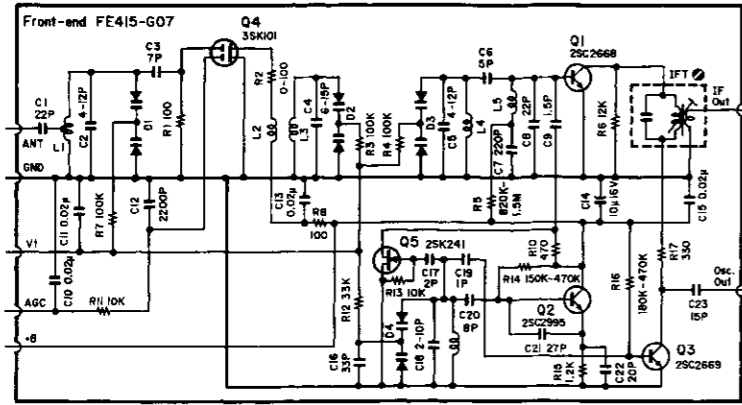 Front-end FE415-G07
Q4
3SK101
Q1
2SC2668
C3
7P
C6
5P
IFT
IF
Out
C1
22P
4-12P
C2
L1
D1
R1 100
R2
0-100
L2
L3
C4
6-18P
D2
R3 100K
R4 100K
D3
C5
4-12P
L4
L5
C7 220P
C8
22P
C9
1.5P
R6 12K
ANT
GND
C11 0.02μ
R7 100K
C12
2200P
C13
0.02μ
R8
100
R5
820K-
1.5M
C14
10μ16V
C15 0.02μ
Vt
C10 0.02μ
AGC
R11 10K
+B
Q5
2SK241
C17
2P
C19
1P
R10
470
R14 150K-470K
R16
180K-470K
R17
330
Osc.
Out
R12 33K
R13 10K
D4
C16
33P
C18 2-10P
C20
8P
Q2
2SC2995
C21 27P
R15
1.2K
C22
20P
C23
15P
Q3
2SC2669